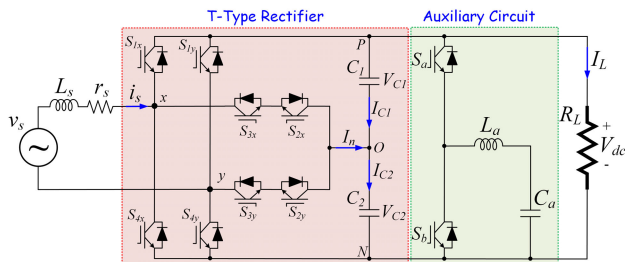 T-Type Rectifier
Auxiliary Circuit
S1x
S1y
P
Sa
IL
Ls
rs
is
x
C1
VC1
IC1
La
RL
+
Vdc
-
vs
S3x
S2x
In
O
y
IC2
C2
VC2
Ca
S3y
S2y
S4x
S4y
Sb
N